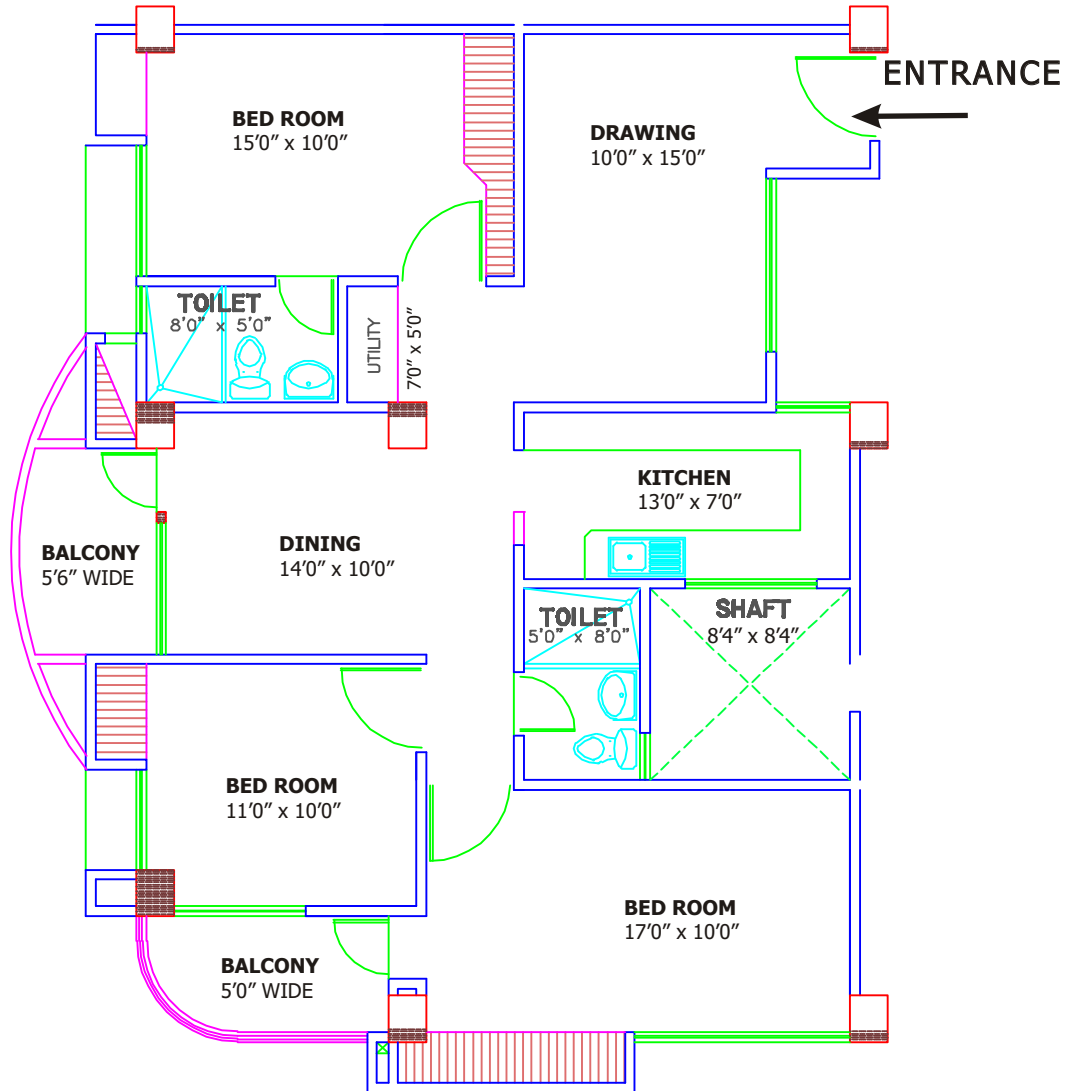 ENTRANCE
BED ROOM
15'0" x 10'0"
DRAWING
10'0" x 15'0"
TOILET
8'0" x 5'0"
UTILITY
7'0" x 5'0"
KITCHEN
13'0" x 7'0"
BALCONY
5'6" WIDE
DINING
14'0" x 10'0"
TOILET
5'0" x 8'0"
SHAFT
8'4" x 8'4"
BED ROOM
11'0" x 10'0"
BED ROOM
17'0" x 10'0"
BALCONY
5'0" WIDE